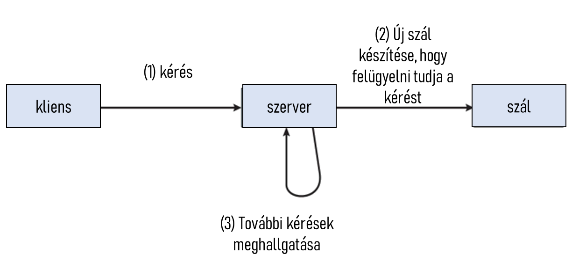 (2) Új szál
készítése, hogy
felügyelni tudja a
kérést
(1) kérés
kliens
szerver
szál
(3) További kérések
meghallgatása